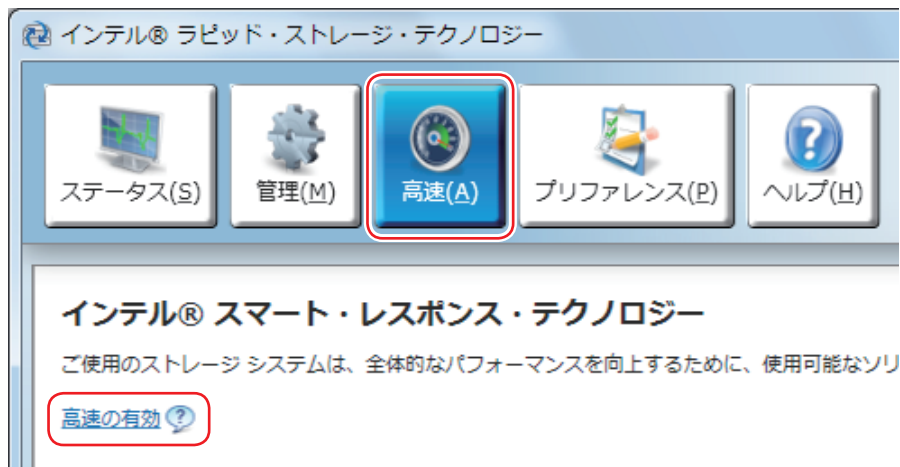 インテル® ラピッド・ストレージ・テクノロジー
ステータス(S) 管理(M) 高速(A) プリファレンス(P) ヘルプ(H)
インテル® スマート・レスポンス・テクノロジー
ご使用のストレージ システムは、全体的なパフォーマンスを向上するために、使用可能なソリ
高速の有効